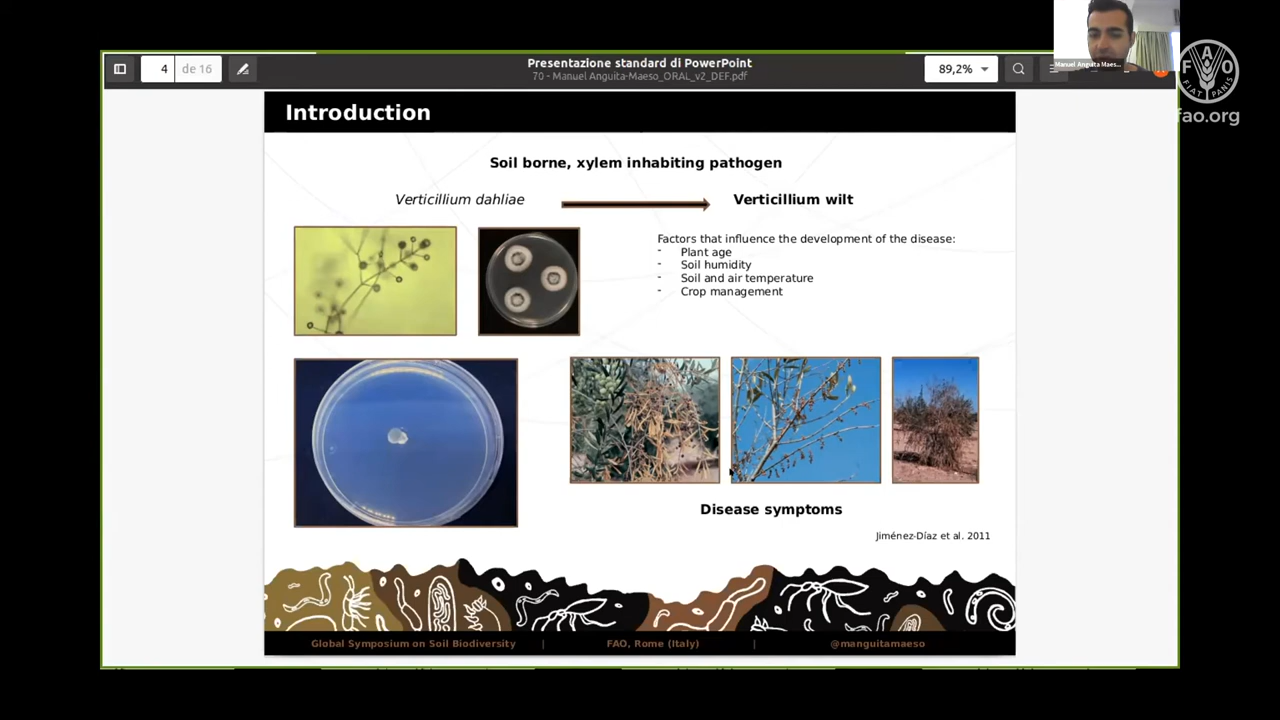 4 de 16
Presentazione standard di PowerPoint
70 - Manuel Anguita-Maeso_ORAL_v2_DEF.pdf
89,2%
Manuel Anguita Maes...
FAO
FIAT PANIS
fao.org
Introduction
Soil borne, xylem inhabiting pathogen
Verticillium dahliae
Verticillium wilt
Factors that influence the development of the disease:
- Plant age
- Soil humidity
- Soil and air temperature
- Crop management
Disease symptoms
Jiménez-Díaz et al. 2011
Global Symposium on Soil Biodiversity | FAO, Rome (Italy) | @manguitamaeso